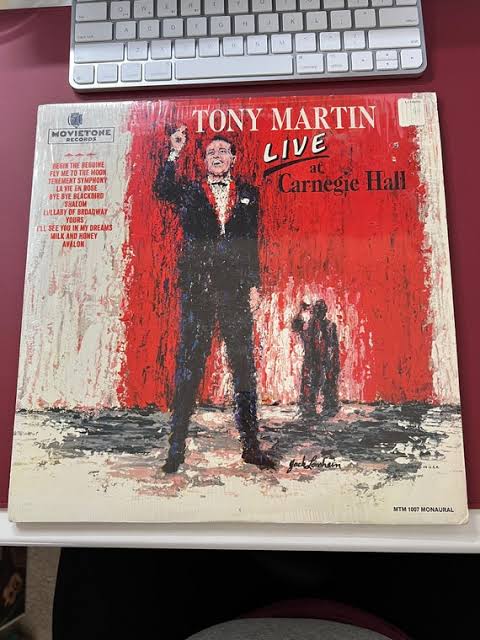 TONY MARTIN
LIVE
at
Carnegie Hall
MOVIETONE
RECORDS
BEGIN THE BEGUINE
FLY ME TO THE MOON
TENEMENT SYMPHONY
LA VIE EN ROSE
BYE BYE BLACKBIRD
SHALOM
LULLABY OF BROADWAY
YOURS
I'LL SEE YOU IN MY DREAMS
MILK AND HONEY
AVALON
MTM 1007 MONAURAL